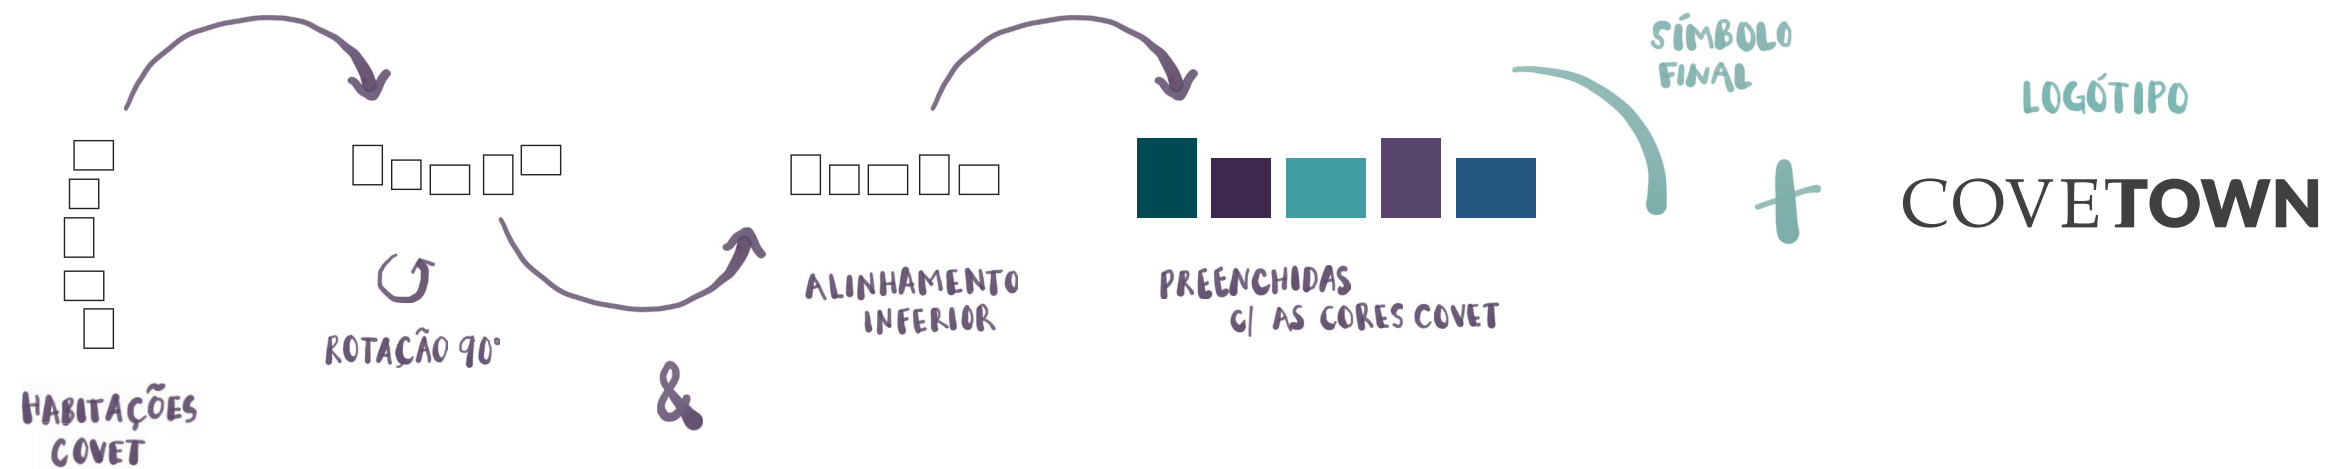 HABITAÇÕES
COVET
ROTAÇÃO 90°
&
ALINHAMENTO
INFERIOR
PREENCHIDAS
C/ AS CORES COVET
SÍMBOLO
FINAL
+
LOGÓTIPO
COVETOWN